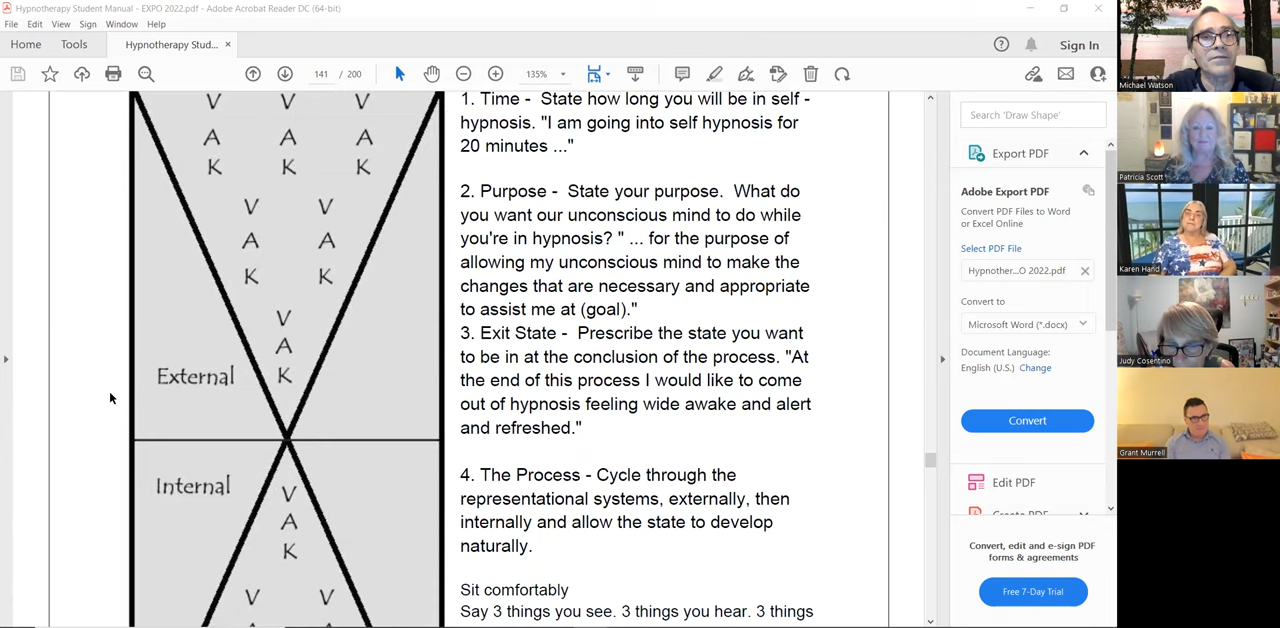 Hypnotherapy Student Manual - EXPO 2022.pdf - Adobe Acrobat Reader DC (64-bit)
File Edit View Sign Window Help
Home Tools Hypnotherapy Stud... × Sign In
141 / 200 135%
V V V
A A A
K K K
V V
A A
K K
V
A
K
External
Internal
V
A
K
V V
1. Time - State how long you will be in self -
hypnosis. "I am going into self hypnosis for
20 minutes ..."
2. Purpose - State your purpose. What do
you want our unconscious mind to do while
you're in hypnosis? " ... for the purpose of
allowing my unconscious mind to make the
changes that are necessary and appropriate
to assist me at (goal)."
3. Exit State - Prescribe the state you want
to be in at the conclusion of the process. "At
the end of this process I would like to come
out of hypnosis feeling wide awake and alert
and refreshed."
4. The Process - Cycle through the
representational systems, externally, then
internally and allow the state to develop
naturally.
Sit comfortably
Say 3 things you see. 3 things you hear. 3 things
Search 'Draw Shape'
Export PDF
Adobe Export PDF
Convert PDF Files to Word
or Excel Online
Select PDF File
Hypnother...O 2022.pdf ×
Convert to
Microsoft Word (*.docx)
Document Language:
English (U.S.) Change
Convert
Edit PDF
Create PDF
Convert, edit and e-sign PDF
forms & agreements
Free 7-Day Trial
Michael Watson
Patricia Scott
Karen Hand
Judy Cosentino
Grant Murrell